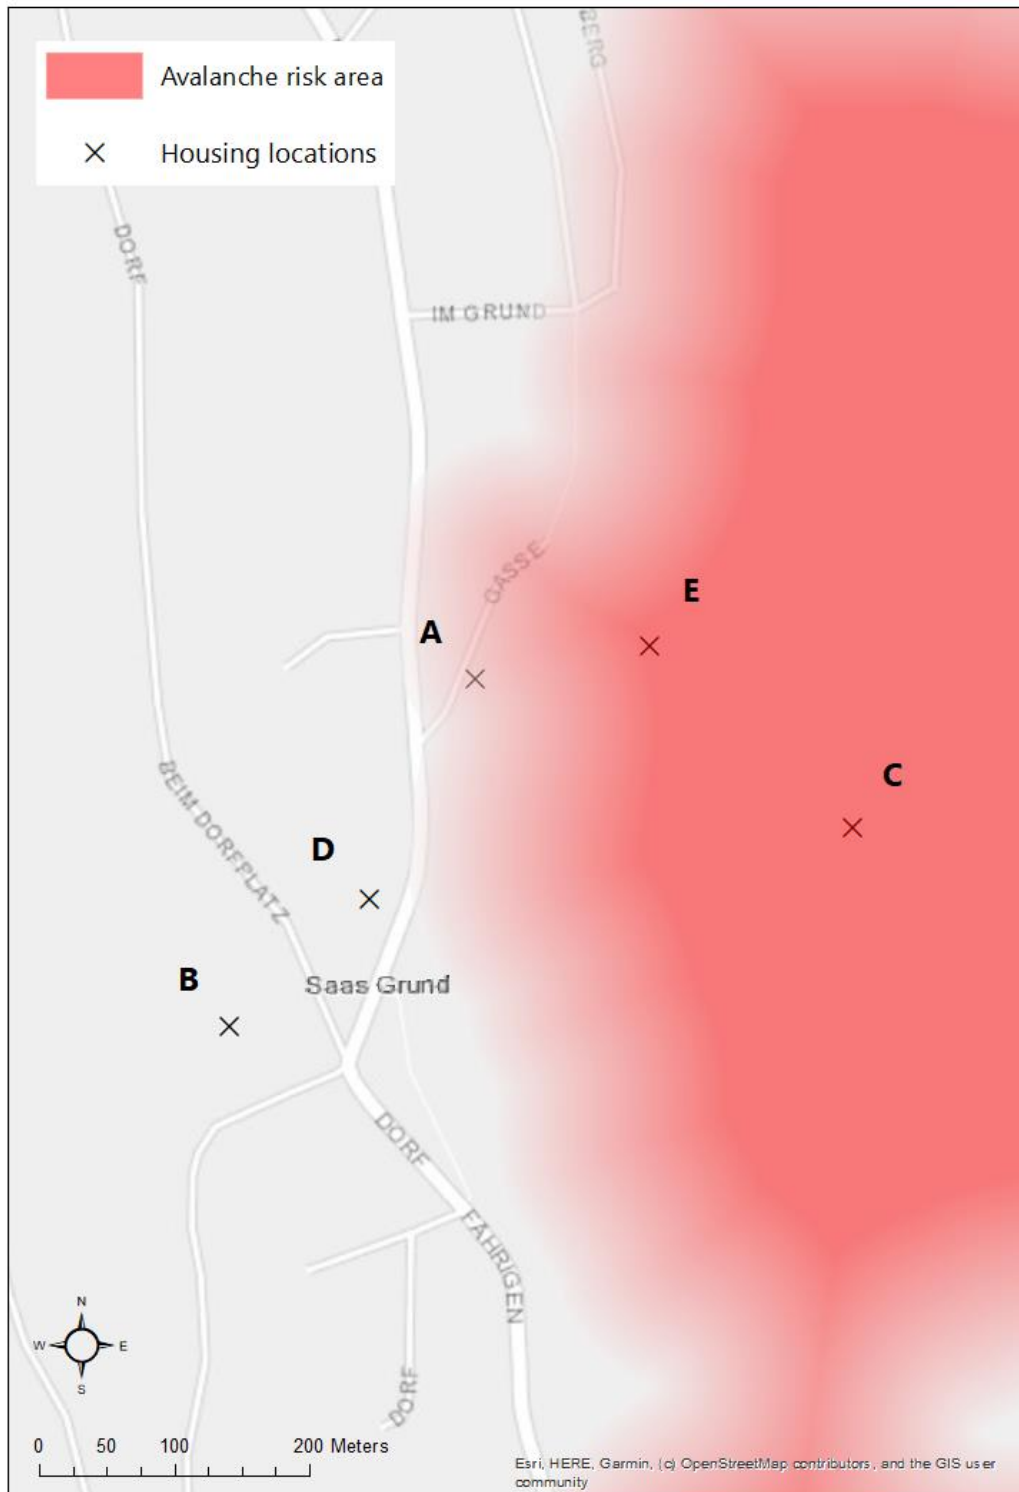 BERG
Avalanche risk area
Housing locations
DORF
IM GRUND
GASSE
E
A
C
BEIM DORFPLATZ
D
Saas Grund
B
DORF
FAHRIGEN
N
W E
S
DORF
0 50 100 200 Meters
Esri, HERE, Garmin, (c) OpenStreetMap contributors, and the GIS user
community